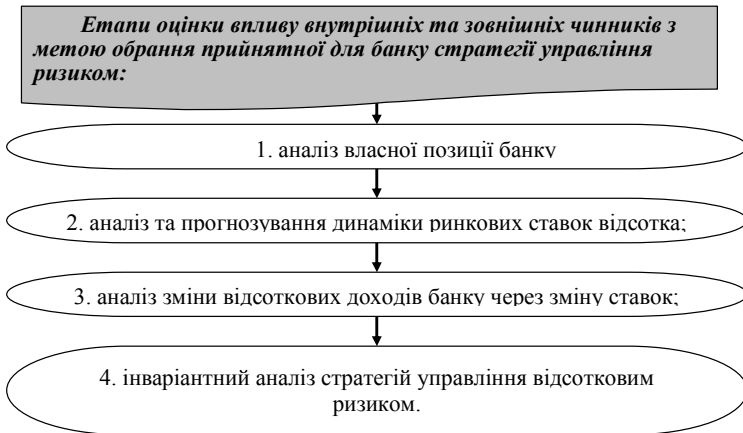 Етапи оцінки впливу внутрішніх та зовнішніх чинників з
метою обрання прийнятної для банку стратегії управління
ризиком:
1. аналіз власної позиції банку
2. аналіз та прогнозування динаміки ринкових ставок відсотка;
3. аналіз зміни відсоткових доходів банку через зміну ставок;
4. інваріантний аналіз стратегій управління відсотковим
ризиком.